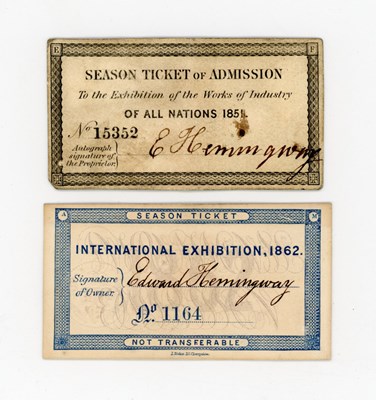 E F
SEASON TICKET OF ADMISSION
To the Exhibition of the Works of Industry
OF ALL NATIONS 1851.
No 15352
Autograph signature of the Proprietor.
E Hemingway
A SEASON TICKET M
INTERNATIONAL EXHIBITION, 1862.
Signature of Owner
Edward Hemingway
No 1164
NOT TRANSFERABLE